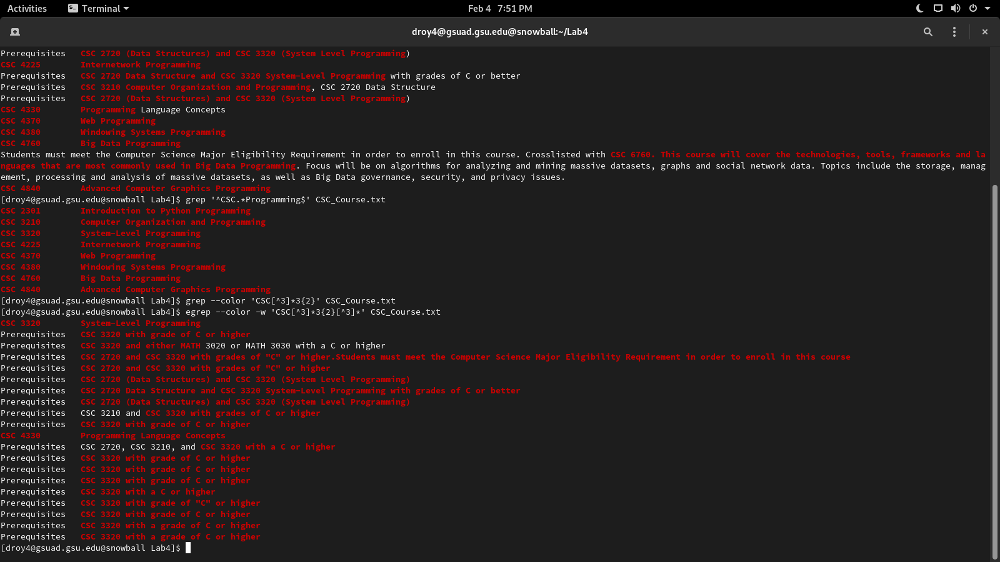 Activities Terminal Feb 4 7:51 PM
droy4@gsuad.gsu.edu@snowball:~/Lab4
Prerequisites CSC 2720 (Data Structures) and CSC 3320 (System Level Programming)
CSC 4225 Internetwork Programming
Prerequisites CSC 2720 Data Structure and CSC 3320 System-Level Programming with grades of C or better
Prerequisites CSC 3210 Computer Organization and Programming, CSC 2720 Data Structure
Prerequisites CSC 2720 (Data Structures) and CSC 3320 (System Level Programming)
CSC 4330 Programming Language Concepts
CSC 4370 Web Programming
CSC 4380 Windowing Systems Programming
CSC 4760 Big Data Programming
Students must meet the Computer Science Major Eligibility Requirement in order to enroll in this course. Crosslisted with CSC 6760. This course will cover the technologies, tools, frameworks and la
nguages that are most commonly used in Big Data Programming. Focus will be on algorithms for analyzing and mining massive datasets, graphs and social network data. Topics include the storage, manag
ement, processing and analysis of massive datasets, as well as Big Data governance, security, and privacy issues.
CSC 4840 Advanced Computer Graphics Programming
[droy4@gsuad.gsu.edu@snowball Lab4]$ grep '^CSC.*Programming$' CSC_Course.txt
CSC 2301 Introduction to Python Programming
CSC 3210 Computer Organization and Programming
CSC 3320 System-Level Programming
CSC 4225 Internetwork Programming
CSC 4370 Web Programming
CSC 4380 Windowing Systems Programming
CSC 4760 Big Data Programming
CSC 4840 Advanced Computer Graphics Programming
[droy4@gsuad.gsu.edu@snowball Lab4]$ grep --color 'CSC[^3]*3{2}' CSC_Course.txt
[droy4@gsuad.gsu.edu@snowball Lab4]$ egrep --color -w 'CSC[^3]*3{2}[^3]*' CSC_Course.txt
CSC 3320 System-Level Programming
Prerequisites CSC 3320 with grade of C or higher
Prerequisites CSC 3320 and either MATH 3020 or MATH 3030 with a C or higher
Prerequisites CSC 2720 and CSC 3320 with grades of "C" or higher.Students must meet the Computer Science Major Eligibility Requirement in order to enroll in this course
Prerequisites CSC 2720 and CSC 3320 with grades of "C" or higher
Prerequisites CSC 2720 (Data Structures) and CSC 3320 (System Level Programming)
Prerequisites CSC 2720 Data Structure and CSC 3320 System-Level Programming with grades of C or better
Prerequisites CSC 2720 (Data Structures) and CSC 3320 (System Level Programming)
Prerequisites CSC 3210 and CSC 3320 with grades of C or higher
Prerequisites CSC 3320 with grade of C or higher
CSC 4330 Programming Language Concepts
Prerequisites CSC 2720, CSC 3210, and CSC 3320 with a C or higher
Prerequisites CSC 3320 with grade of C or higher
Prerequisites CSC 3320 with grade of C or higher
Prerequisites CSC 3320 with grade of C or higher
Prerequisites CSC 3320 with a C or higher
Prerequisites CSC 3320 with grade of "C" or higher
Prerequisites CSC 3320 with grade of C or higher
Prerequisites CSC 3320 with a grade of C or higher
Prerequisites CSC 3320 with a grade of C or higher
[droy4@gsuad.gsu.edu@snowball Lab4]$